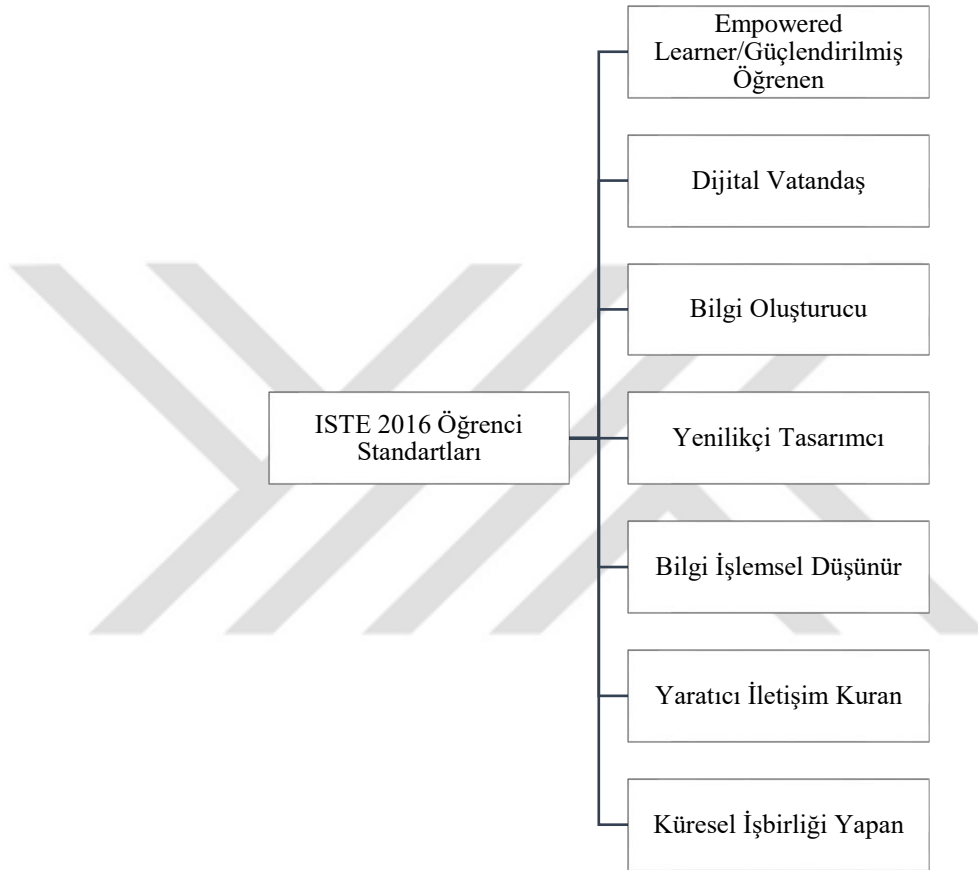 Empowered
Learner/Güçlendirilmiş
Öğrenen
Dijital Vatandaş
Bilgi Oluşturucu
ISTE 2016 Öğrenci
Standartları
Yenilikçi Tasarımcı
Bilgi İşlemsel Düşünür
Yaratıcı İletişim Kuran
Küresel İşbirliği Yapan